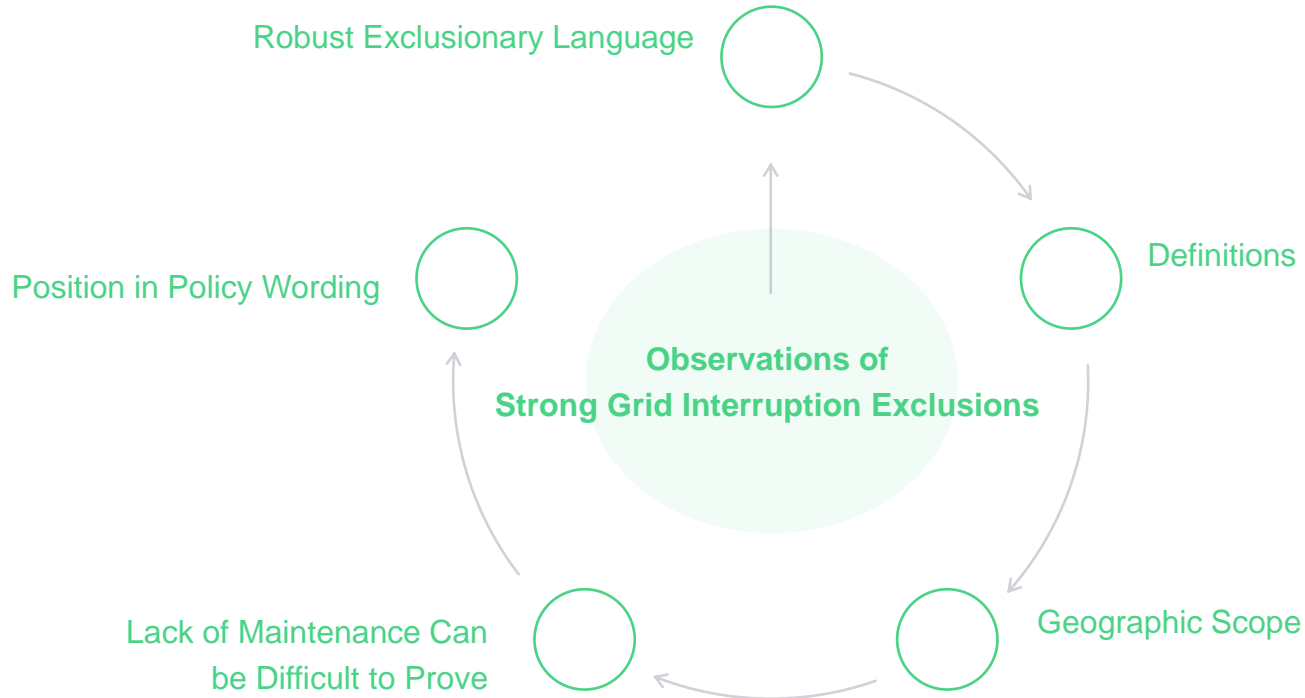 Robust Exclusionary Language
Definitions
Position in Policy Wording
Observations of
Strong Grid Interruption Exclusions
Geographic Scope
Lack of Maintenance Can
be Difficult to Prove